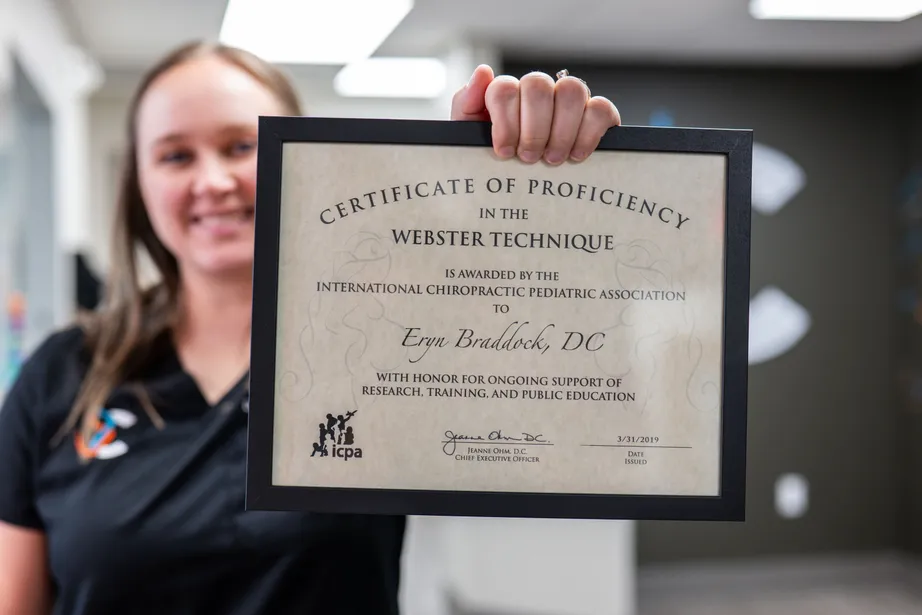 CERTIFICATE OF PROFICIENCY
IN THE
WEBSTER TECHNIQUE
IS AWARDED BY THE
INTERNATIONAL CHIROPRACTIC PEDIATRIC ASSOCIATION
TO
Eryn Braddock, DC
WITH HONOR FOR ONGOING SUPPORT OF
RESEARCH, TRAINING, AND PUBLIC EDUCATION
icpa
Jeanne Ohm DC.
JEANNE OHM, D.C.
CHIEF EXECUTIVE OFFICER
3/31/2019
DATE
ISSUED